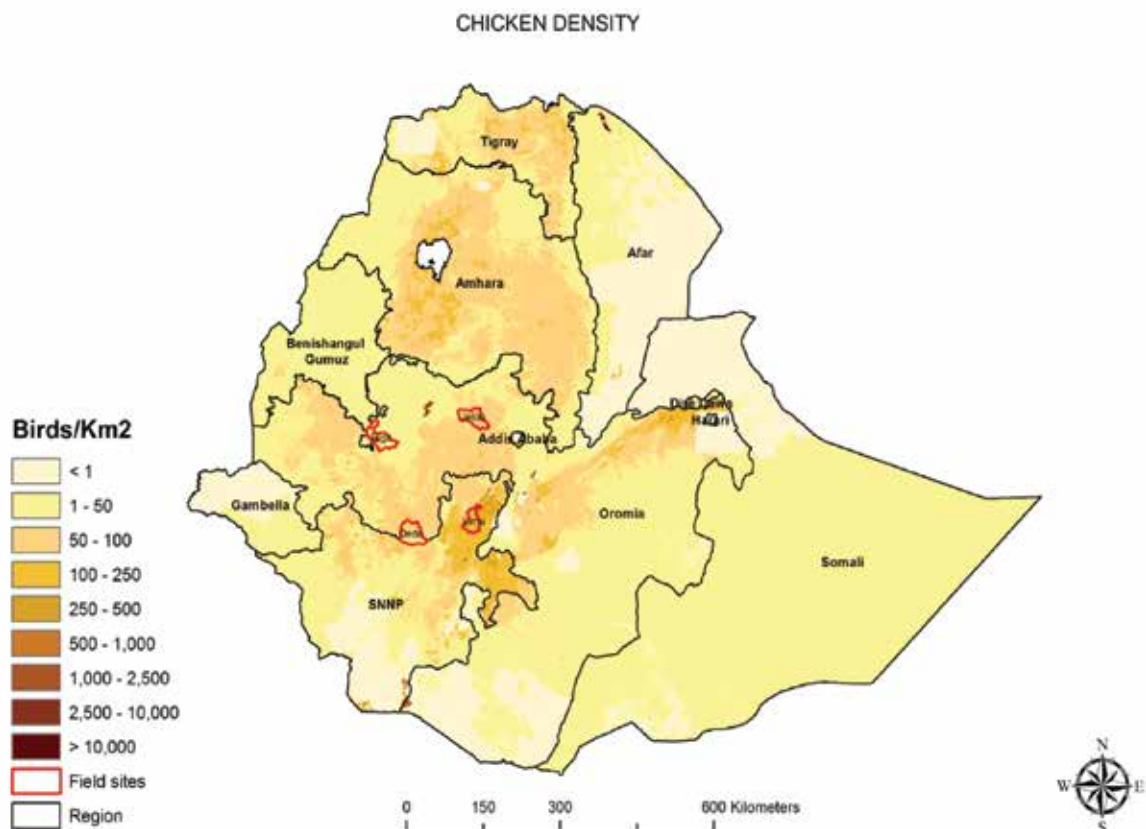 CHICKEN DENSITY
Tigray
Afar
Amhara
Benishangul
Gumuz
Addis Ababa
Harari
Gambella
Oromia
Somali
SNNP
Birds/Km2
< 1
1 - 50
50 - 100
100 - 250
250 - 500
500 - 1,000
1,000 - 2,500
2,500 - 10,000
> 10,000
Field sites
Region
0 150 300 600 Kilometers
N
W E
S